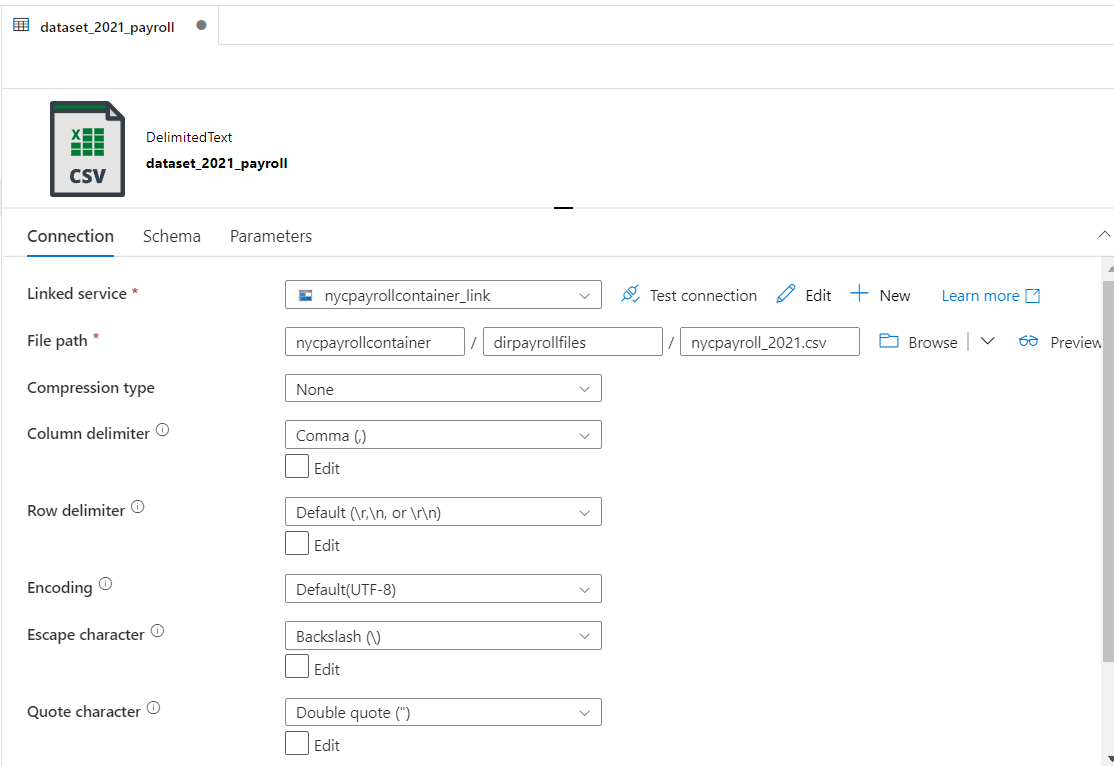 dataset_2021_payroll
X
CSV
DelimitedText
dataset_2021_payroll
Connection Schema Parameters
Linked service * nycpayrollcontainer_link Test connection Edit New Learn more
File path * nycpayrollcontainer / dirpayrollfiles / nycpayroll_2021.csv Browse Preview
Compression type None
Column delimiter Comma (,)
Edit
Row delimiter Default (\r,\n, or \r\n)
Edit
Encoding Default(UTF-8)
Escape character Backslash (\)
Edit
Quote character Double quote (")
Edit